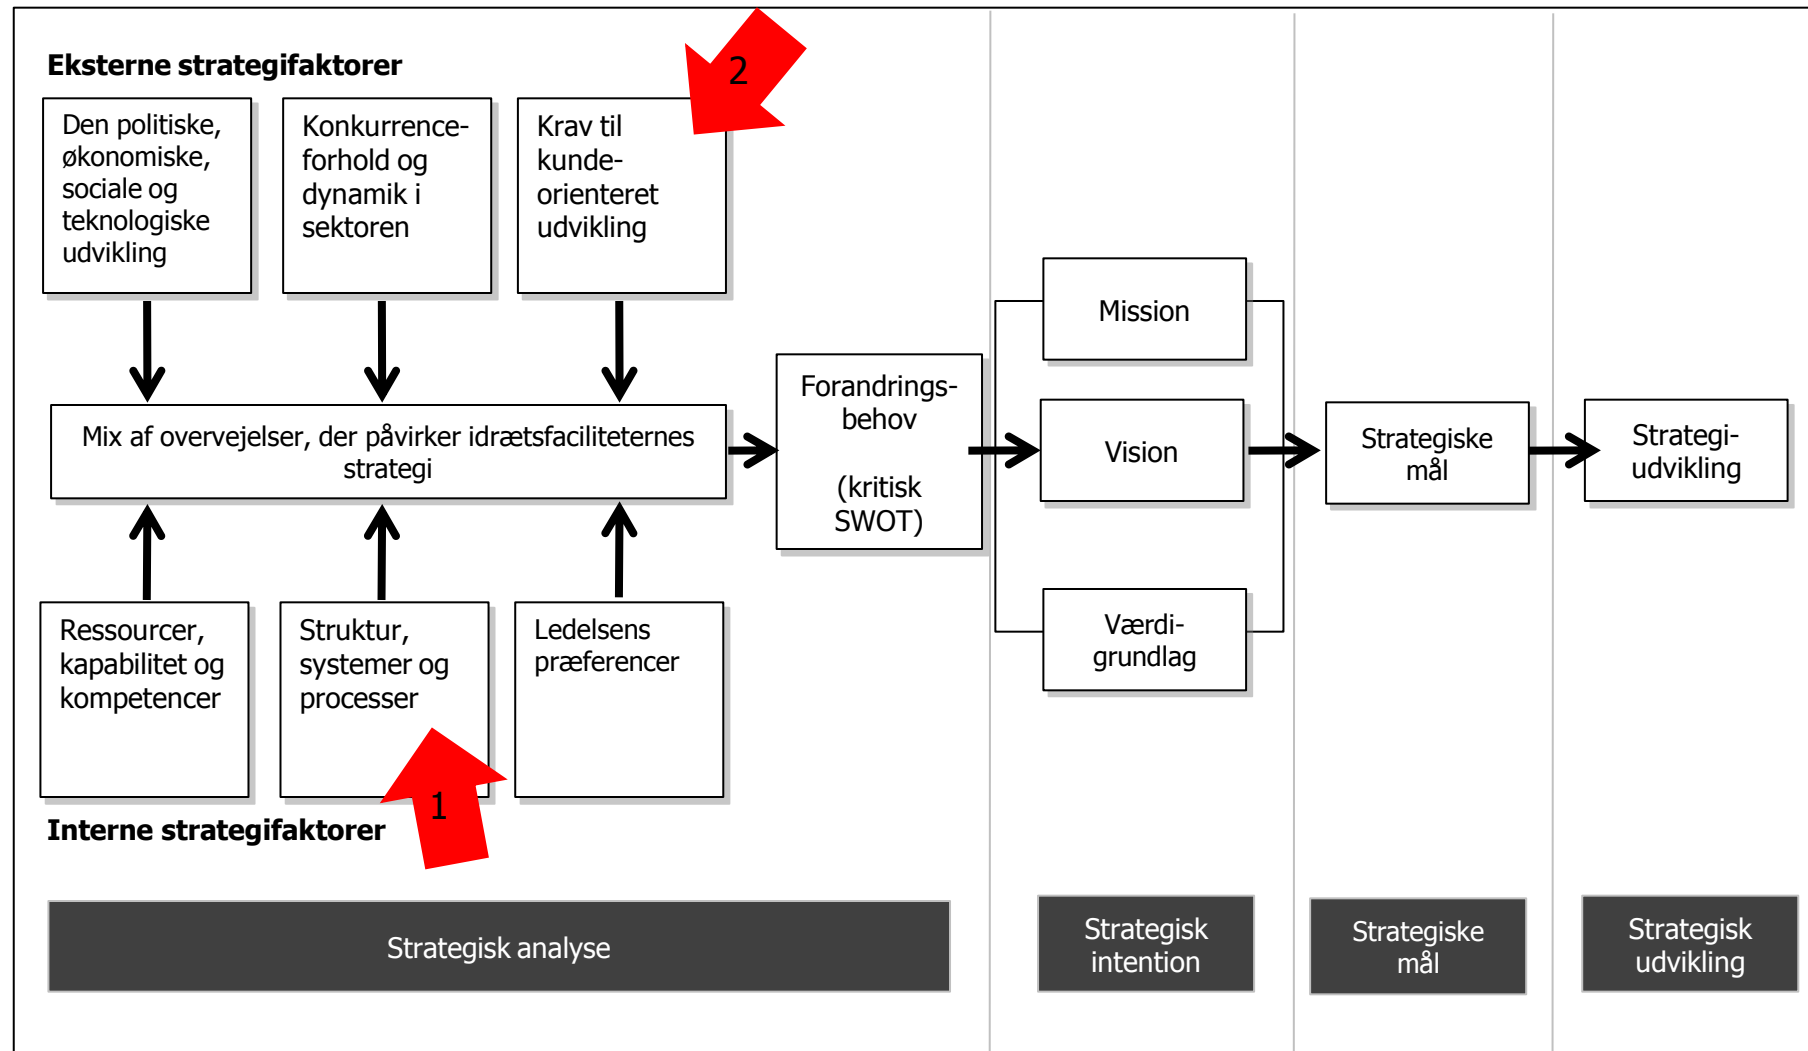 Eksterne strategifaktorer
2
Den politiske,
økonomiske,
sociale og
teknologiske
udvikling
Konkurrence-
forhold og
dynamik i
sektoren
Krav til
kunde-
orienteret
udvikling
Mix af overvejelser, der påvirker idrætsfaciliteternes
strategi
Forandrings-
behov
(kritisk
SWOT)
Mission
Vision
Værdi-
grundlag
Strategiske
mål
Strategi-
udvikling
Ressourcer,
kapabilitet og
kompetencer
Struktur,
systemer og
processer
Ledelsens
præferencer
1
Interne strategifaktorer
Strategisk analyse
Strategisk
intention
Strategiske
mål
Strategisk
udvikling